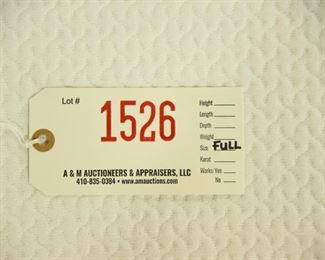 Lot #
1526
Height
Length
Depth
Weight
Size FULL
Karat
Works: Yes
No
A & M AUCTIONEERS & APPRAISERS, LLC
410-835-0384 • www.amauctions.com